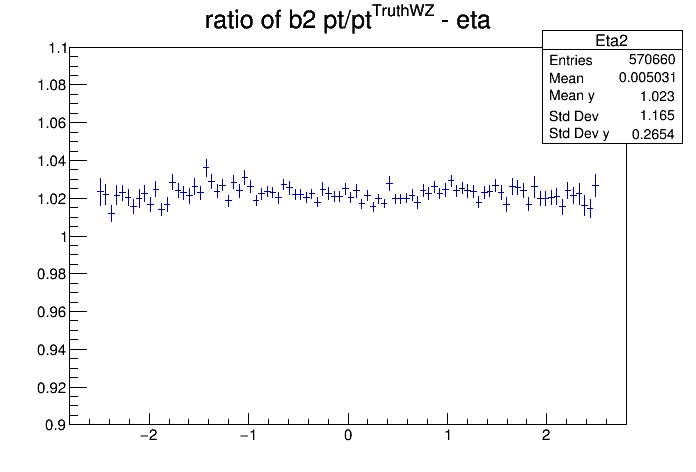 ratio of b2 pt/pt^TruthWZ - eta
Eta2
Entries 570660
Mean 0.005031
Mean y 1.023
Std Dev 1.165
Std Dev y 0.2654
1.1
1.08
1.06
1.04
1.02
1
0.98
0.96
0.94
0.92
0.9
−2 −1 0 1 2